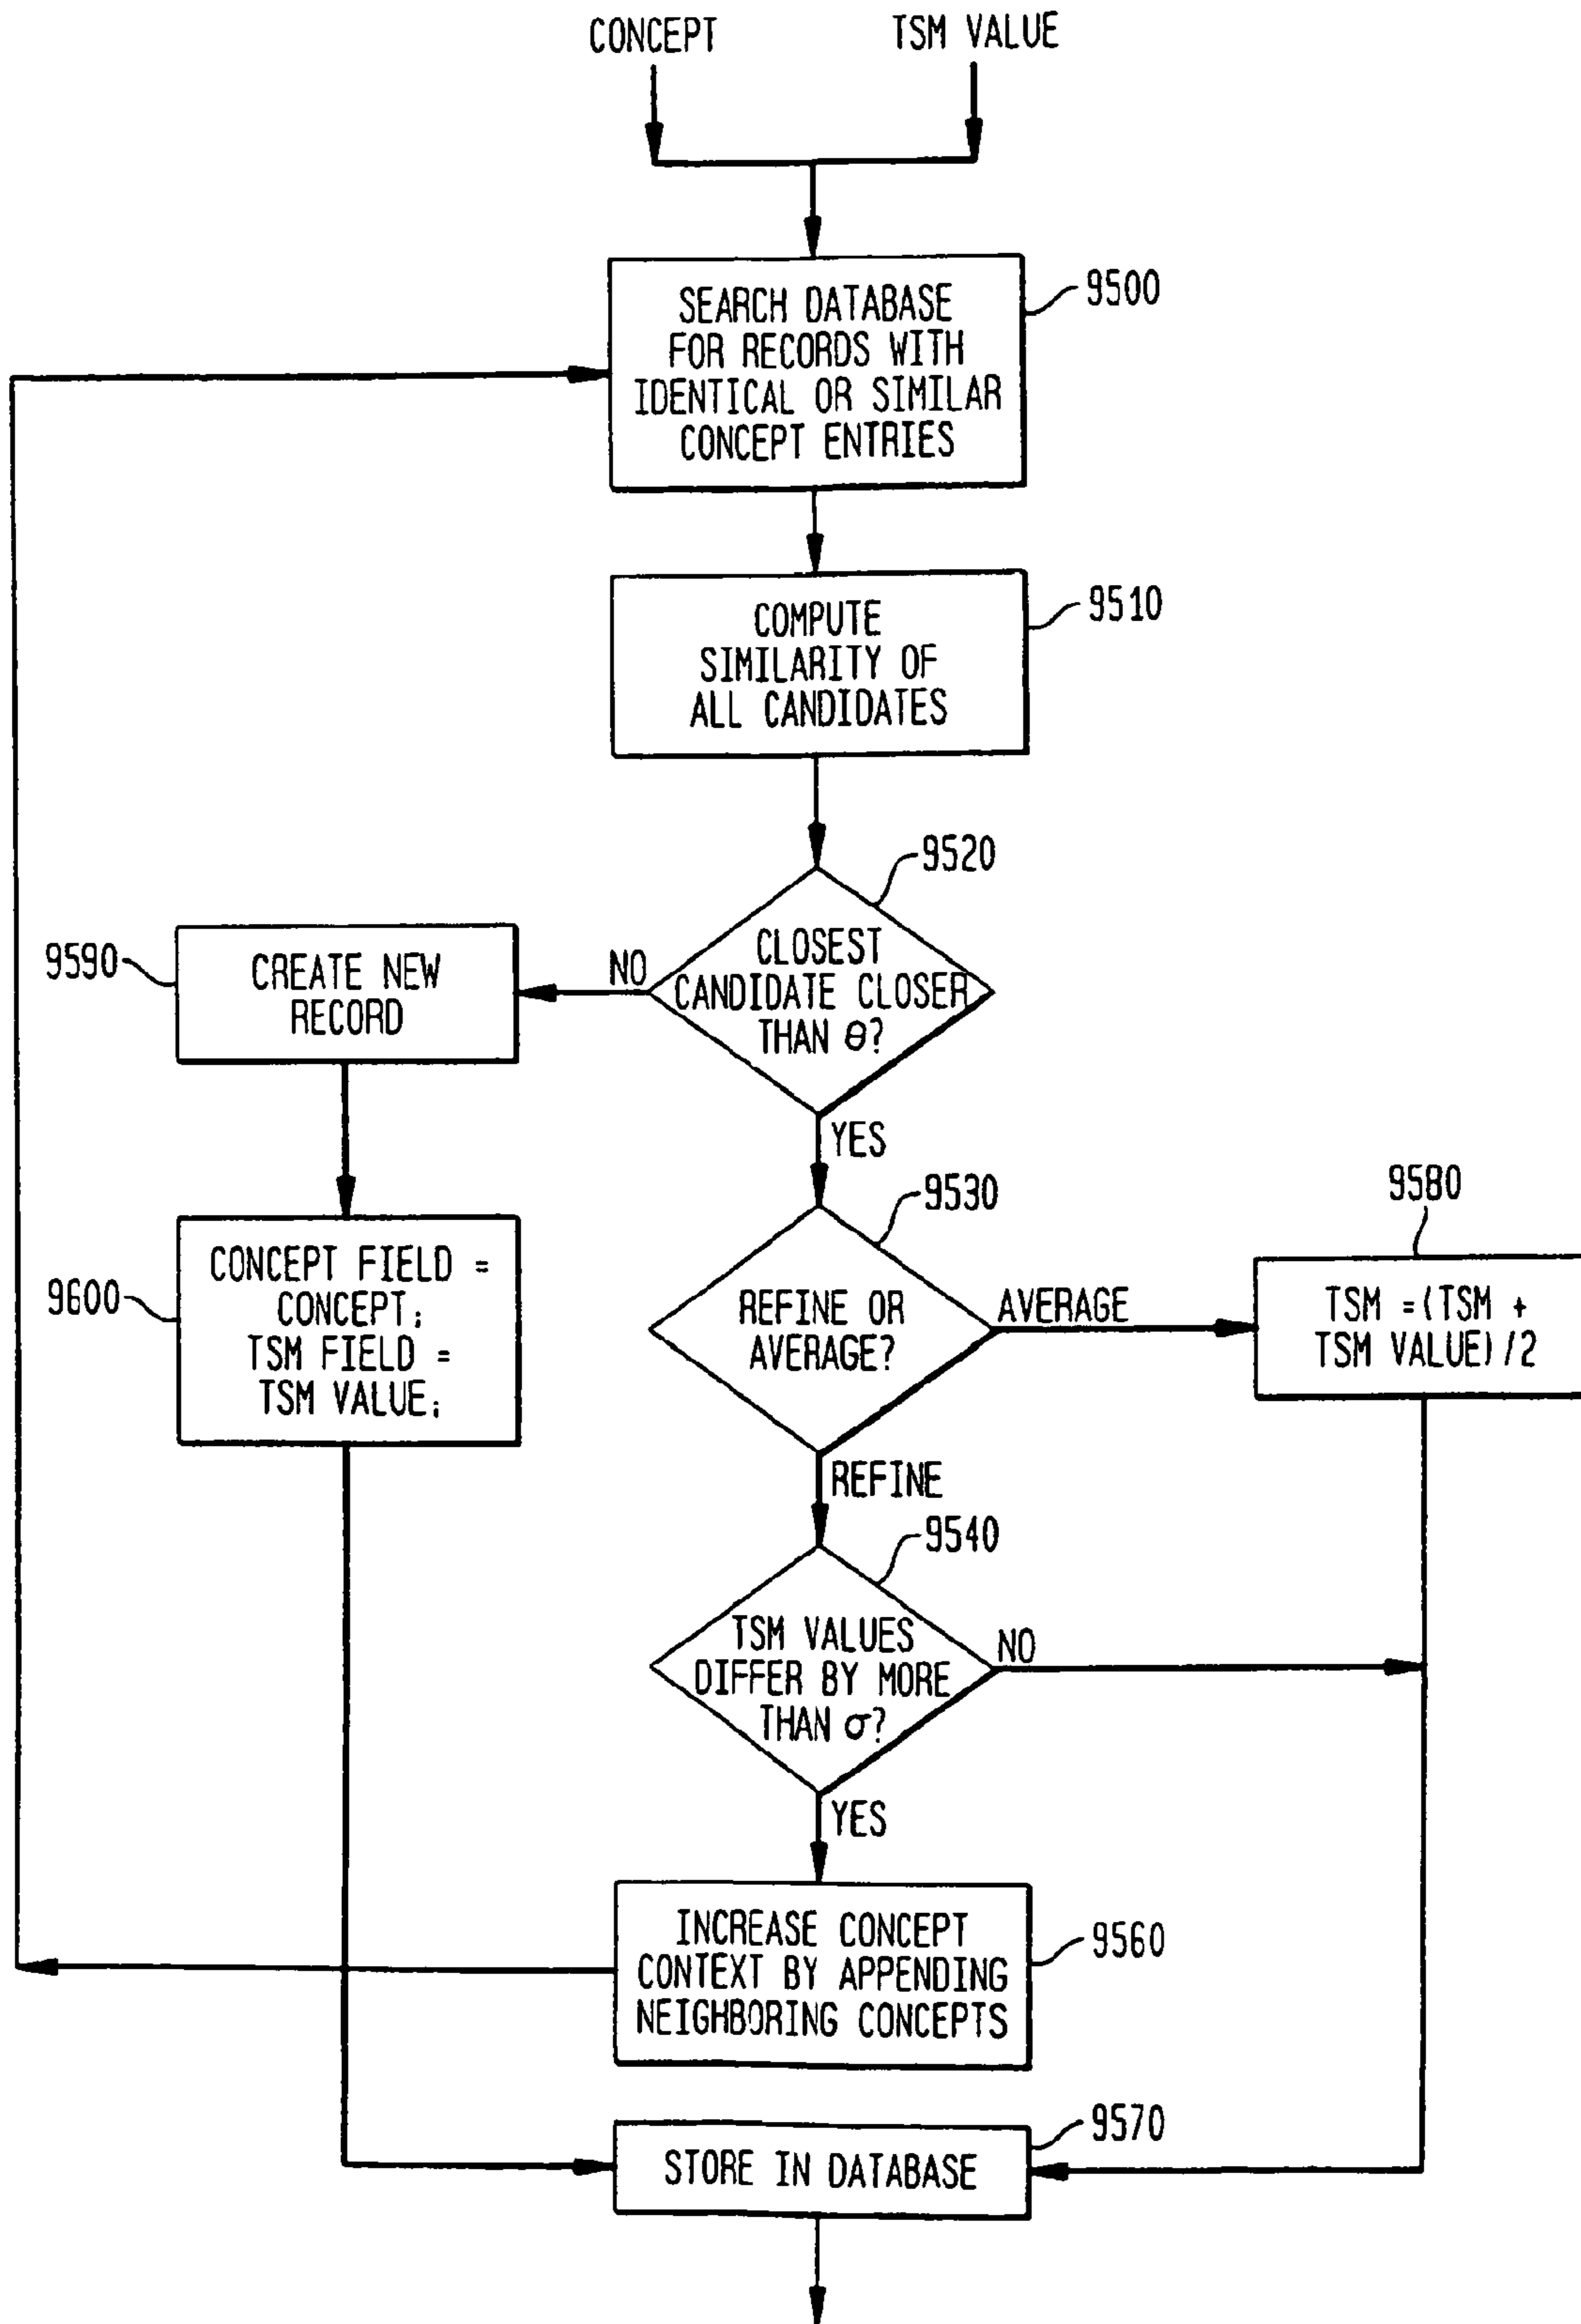 CONCEPT
TSM VALUE
SEARCH DATABASE
FOR RECORDS WITH
IDENTICAL OR SIMILAR
CONCEPT ENTRIES
9500
COMPUTE
SIMILARITY OF
ALL CANDIDATES
9510
9520
CLOSEST
CANDIDATE CLOSER
THAN θ?
NO
9590
CREATE NEW
RECORD
YES
9530
9580
9600
CONCEPT FIELD =
CONCEPT;
TSM FIELD =
TSM VALUE;
REFINE OR
AVERAGE?
AVERAGE
TSM =(TSM +
TSM VALUE)/2
REFINE
9540
TSM VALUES
DIFFER BY MORE
THAN σ?
NO
YES
INCREASE CONCEPT
CONTEXT BY APPENDING
NEIGHBORING CONCEPTS
9560
9570
STORE IN DATABASE